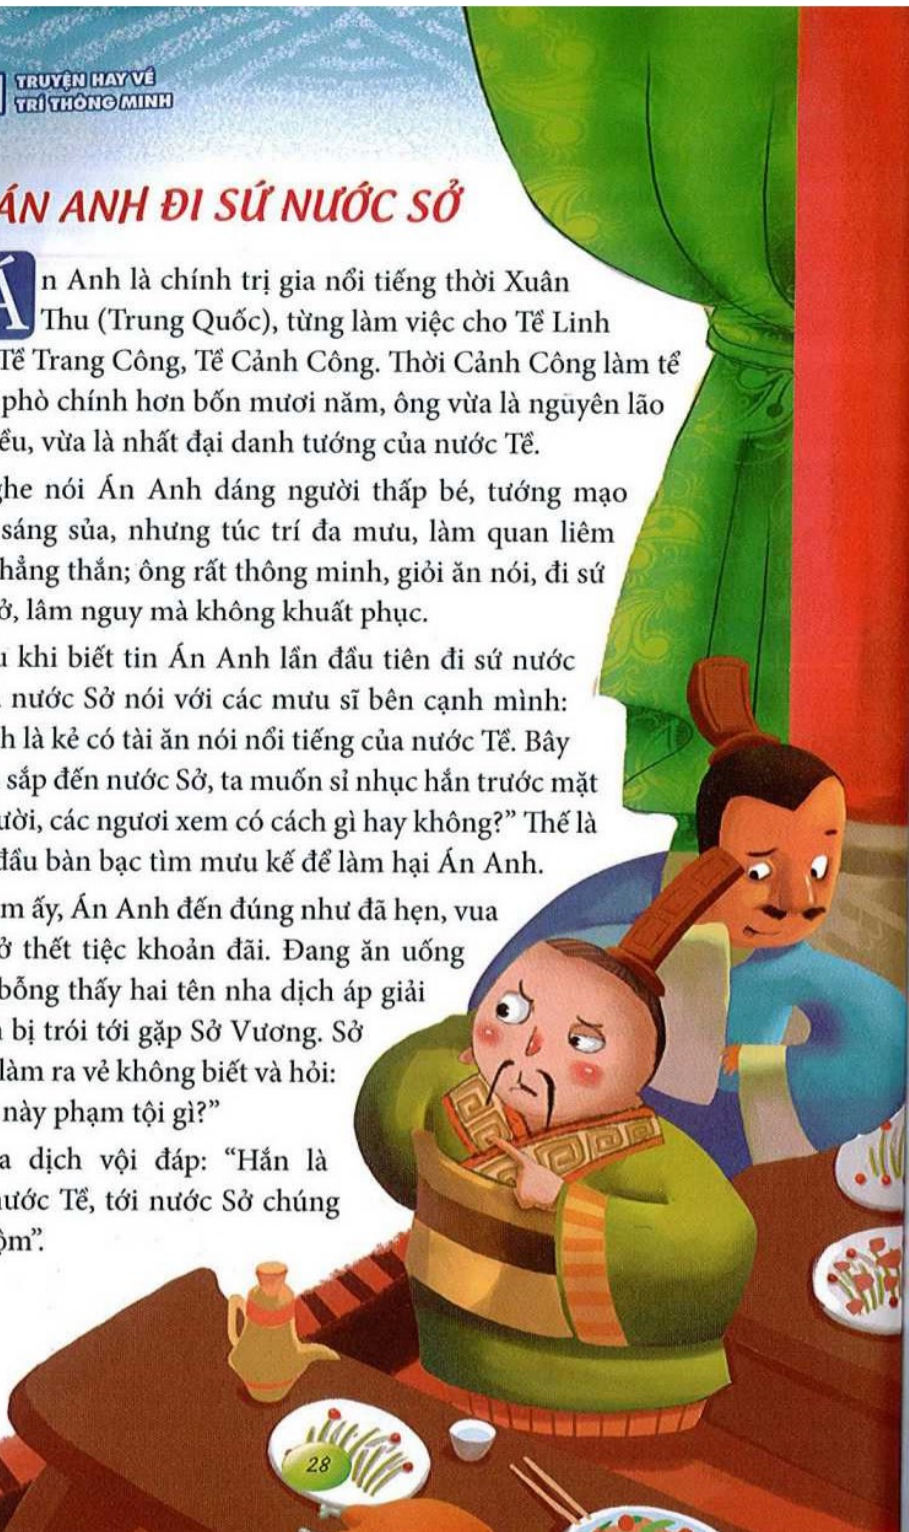 TRUYỆN HAY VỀ
TRÍ THÔNG MINH
ÁN ANH ĐI SỨ NƯỚC SỞ
Án Anh là chính trị gia nổi tiếng thời Xuân
Thu (Trung Quốc), từng làm việc cho Tề Linh
Tề Trang Công, Tề Cảnh Công. Thời Cảnh Công làm tể
phò chính hơn bốn mươi năm, ông vừa là nguyên lão
vừa là nhất đại danh tướng của nước Tề.
nói Án Anh dáng người thấp bé, tướng mạo
sáng sủa, nhưng túc trí đa mưu, làm quan liêm
thắn; ông rất thông minh, giỏi ăn nói, đi sứ
lâm nguy mà không khuất phục.
khi biết tin Án Anh lần đầu tiên đi sứ nước
nước Sở nói với các mưu sĩ bên cạnh mình:
là kẻ có tài ăn nói nổi tiếng của nước Tề. Bây
sắp đến nước Sở, ta muốn sỉ nhục hắn trước mặt
các ngươi xem có cách gì hay không?” Thế là
đầu bàn bạc tìm mưu kế để làm hại Án Anh.
ấy, Án Anh đến đúng như đã hẹn, vua
thết tiệc khoản đãi. Đang ăn uống
bỗng thấy hai tên nha dịch áp giải
bị trói tới gặp Sở Vương. Sở
làm ra vẻ không biết và hỏi:
này phạm tội gì?”
dịch vội đáp: “Hắn là
nước Tề, tới nước Sở chúng
28